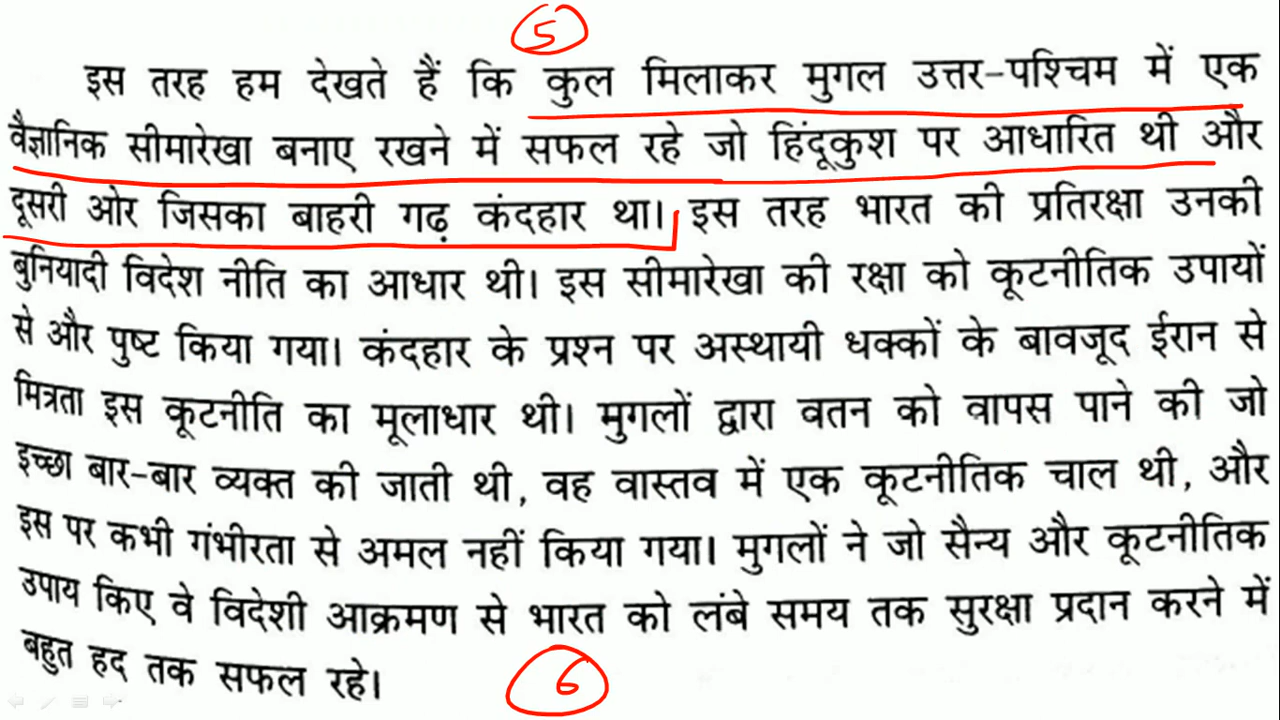 5
इस तरह हम देखते हैं कि कुल मिलाकर मुगल उत्तर-पश्चिम में एक
वैज्ञानिक सीमारेखा बनाए रखने में सफल रहे जो हिंदूकुश पर आधारित थी और
दूसरी ओर जिसका बाहरी गढ़ कंदहार था। इस तरह भारत की प्रतिरक्षा उनकी
बुनियादी विदेश नीति का आधार थी। इस सीमारेखा की रक्षा को कूटनीतिक उपायों
से और पुष्ट किया गया। कंदहार के प्रश्न पर अस्थायी धक्कों के बावजूद ईरान से
मित्रता इस कूटनीति का मूलाधार थी। मुगलों द्वारा वतन को वापस पाने की जो
इच्छा बार-बार व्यक्त की जाती थी, वह वास्तव में एक कूटनीतिक चाल थी, और
इस पर कभी गंभीरता से अमल नहीं किया गया। मुगलों ने जो सैन्य और कूटनीतिक
उपाय किए वे विदेशी आक्रमण से भारत को लंबे समय तक सुरक्षा प्रदान करने में
बहुत हद तक सफल रहे।
6